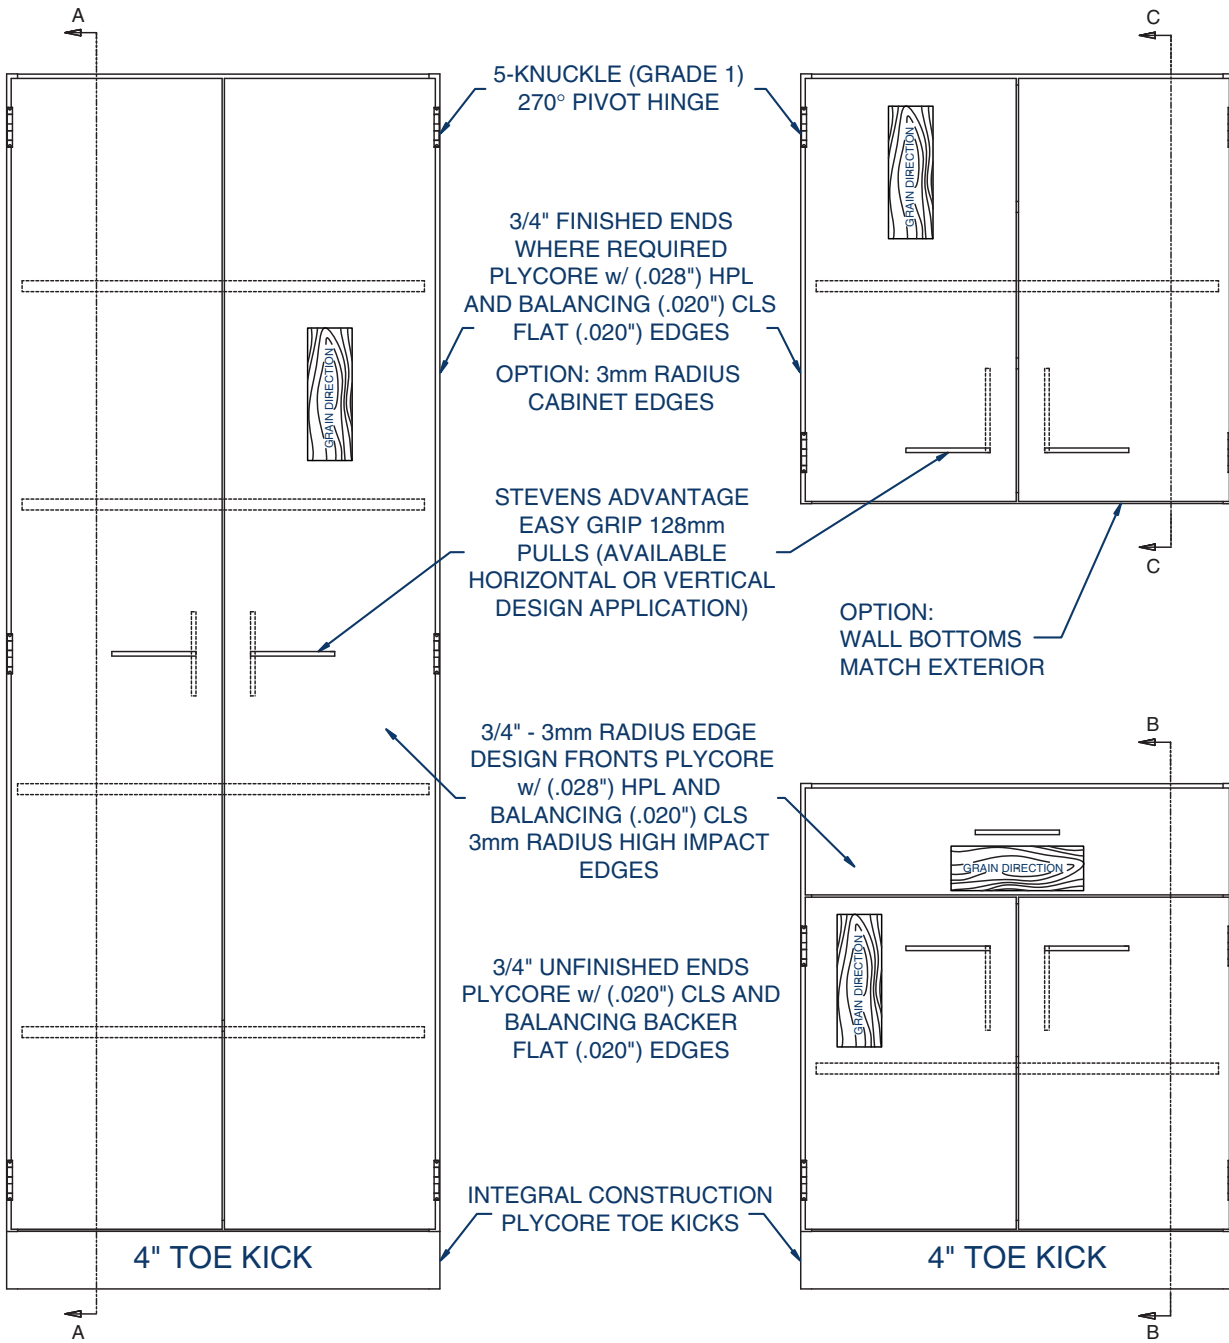 A
C
5-KNUCKLE (GRADE 1)
270° PIVOT HINGE
GRAIN DIRECTION
3/4" FINISHED ENDS
WHERE REQUIRED
PLYCORE w/ (.028") HPL
AND BALANCING (.020") CLS
FLAT (.020") EDGES
OPTION: 3mm RADIUS
CABINET EDGES
GRAIN DIRECTION
STEVENS ADVANTAGE
EASY GRIP 128mm
PULLS (AVAILABLE
HORIZONTAL OR VERTICAL
DESIGN APPLICATION)
C
OPTION:
WALL BOTTOMS
MATCH EXTERIOR
B
3/4" - 3mm RADIUS EDGE
DESIGN FRONTS PLYCORE
w/ (.028") HPL AND
BALANCING (.020") CLS
3mm RADIUS HIGH IMPACT
EDGES
GRAIN DIRECTION
GRAIN DIRECTION
3/4" UNFINISHED ENDS
PLYCORE w/ (.020") CLS AND
BALANCING BACKER
FLAT (.020") EDGES
INTEGRAL CONSTRUCTION
PLYCORE TOE KICKS
4" TOE KICK
4" TOE KICK
A
B